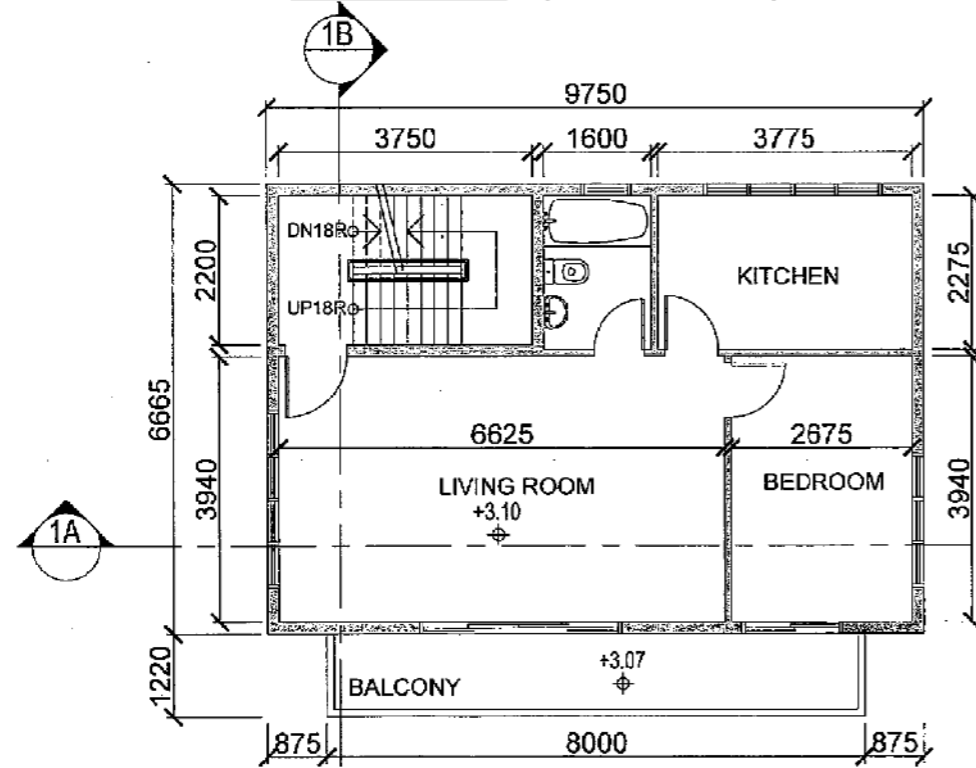 1B
9750
3750 1600 3775
DN18R
UP18R
2200
KITCHEN
2275
6665
6625 2675
LIVING ROOM
+3.10
BEDROOM
3940
3940
1A
1220
BALCONY
+3.07
875 8000 875